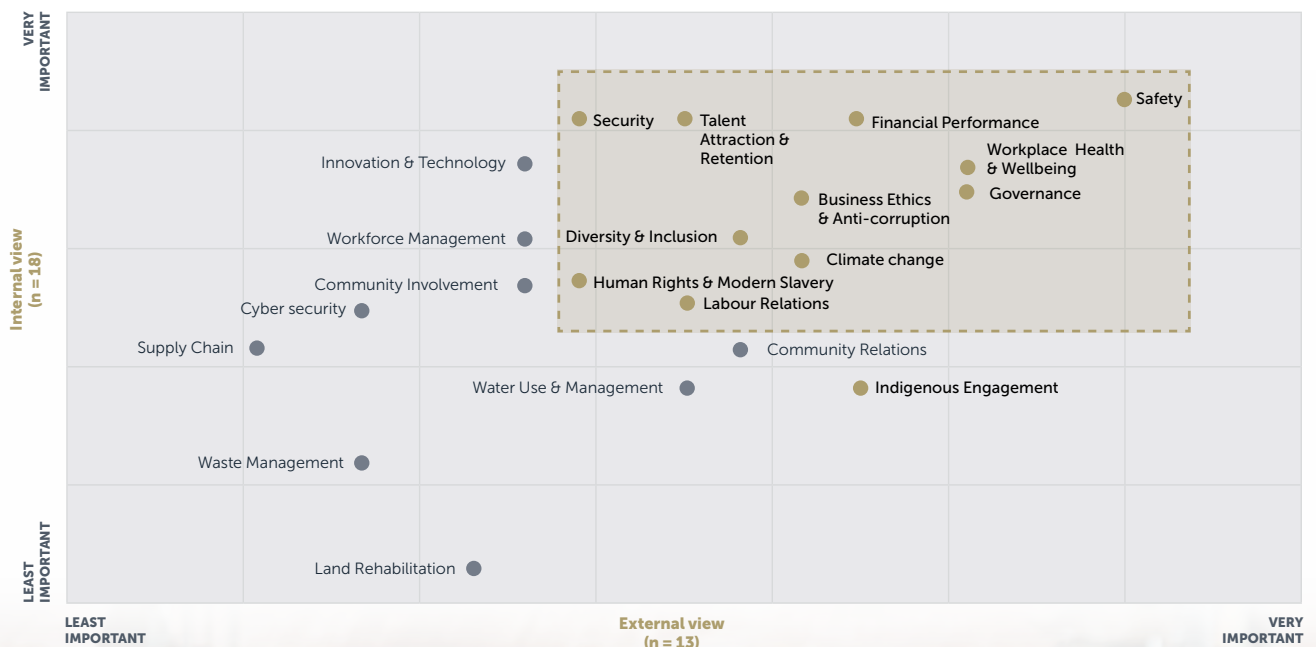 VERY
IMPORTANT
Safety
Security
Talent
Attraction &
Retention
Financial Performance
Innovation & Technology
Workplace Health
& Wellbeing
Governance
Business Ethics
& Anti-corruption
Workforce Management
Diversity & Inclusion
Climate change
Internal view
(n = 18)
Community Involvement
Human Rights & Modern Slavery
Labour Relations
Cyber security
Supply Chain
Community Relations
Water Use & Management
Indigenous Engagement
Waste Management
Land Rehabilitation
LEAST
IMPORTANT
LEAST
IMPORTANT
External view
(n = 13)
VERY
IMPORTANT